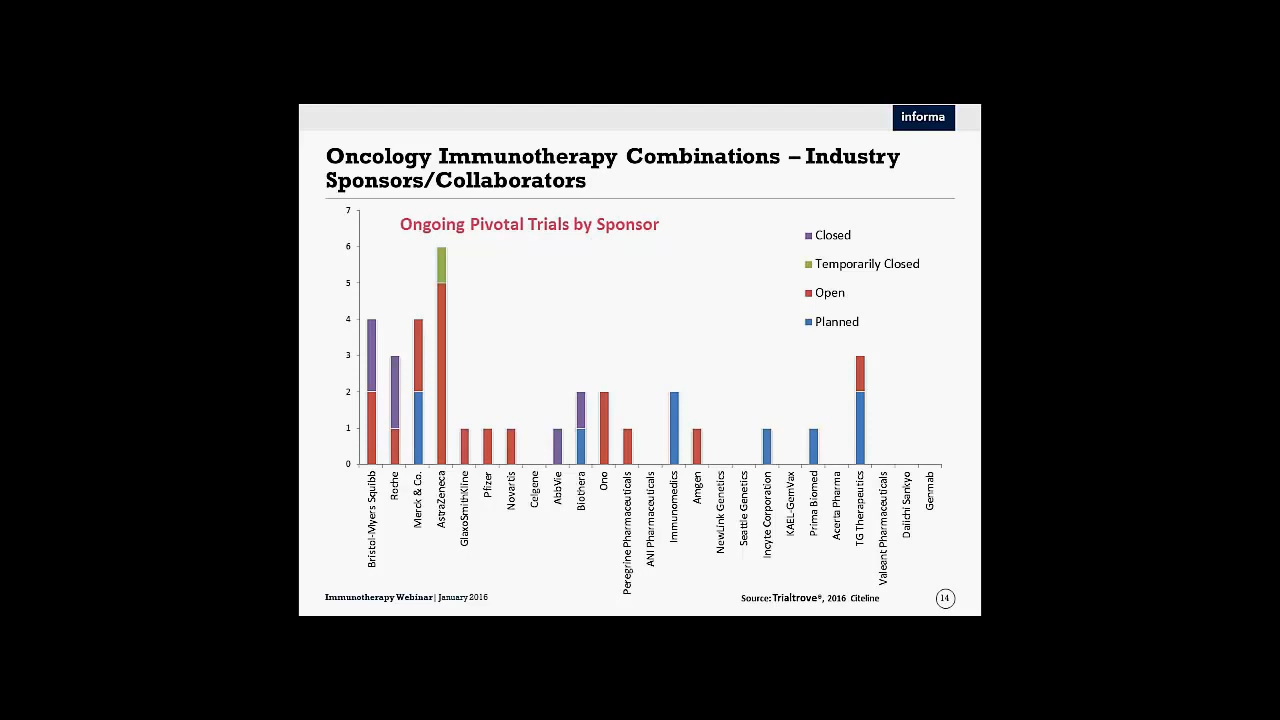 informa
Oncology Immunotherapy Combinations – Industry
Sponsors/Collaborators
Ongoing Pivotal Trials by Sponsor
7
6
5
4
3
2
1
0
Closed
Temporarily Closed
Open
Planned
Bristol-Myers Squibb
Roche
Merck & Co.
AstraZeneca
GlaxoSmithKline
Pfizer
Novartis
Celgene
AbbVie
Biothera
Ono
Peregrine Pharmaceuticals
ANI Pharmaceuticals
Immunomedics
Amgen
NewLink Genetics
Seattle Genetics
Incyte Corporation
KAEL-GemVax
Prima Biomed
Acerta Pharma
TG Therapeutics
Valeant Pharmaceuticals
Daiichi Sankyo
Genmab
Immunotherapy Webinar| January 2016
Source: Trialtrove®, 2016 Citeline
14